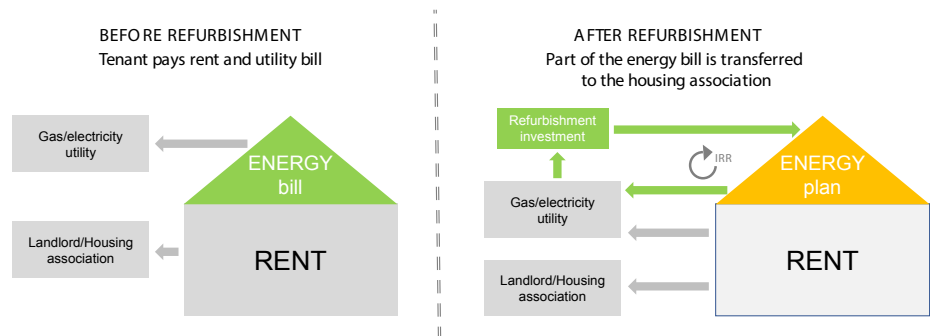 BEFORE REFURBISHMENT
Tenant pays rent and utility bill
Gas/electricity
utility
ENERGY
bill
Landlord/Housing
association
RENT
AFTER REFURBISHMENT
Part of the energy bill is transferred
to the housing association
Refurbishment
investment
IRR
ENERGY
plan
Gas/electricity
utility
RENT
Landlord/Housing
association